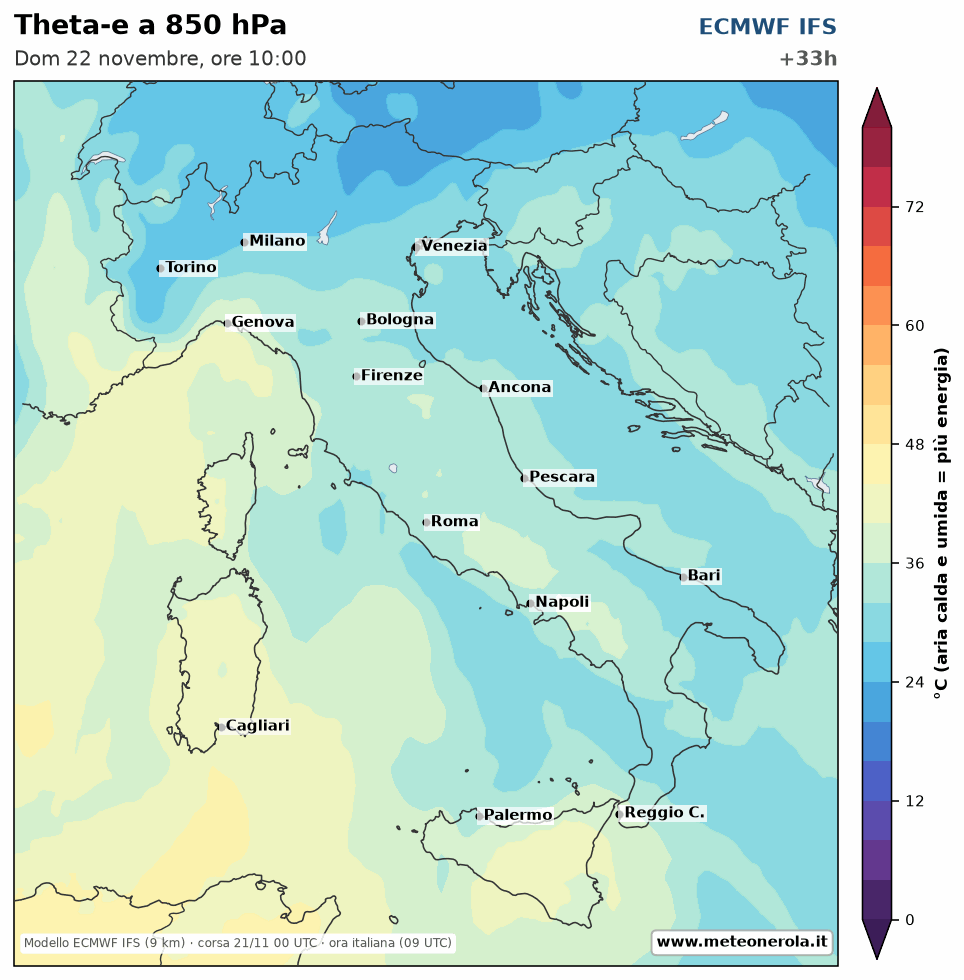 Theta-e a 850 hPa
ECMWF IFS
Dom 22 novembre, ore 10:00
+33h
Milano
Venezia
Torino
Genova
Bologna
Firenze
Ancona
Pescara
Roma
Bari
Napoli
Cagliari
Palermo
Reggio C.
72
60
48
36
24
12
0
°C (aria calda e umida = più energia)
Modello ECMWF IFS (9 km) · corsa 21/11 00 UTC · ora italiana (09 UTC)
www.meteonerola.it